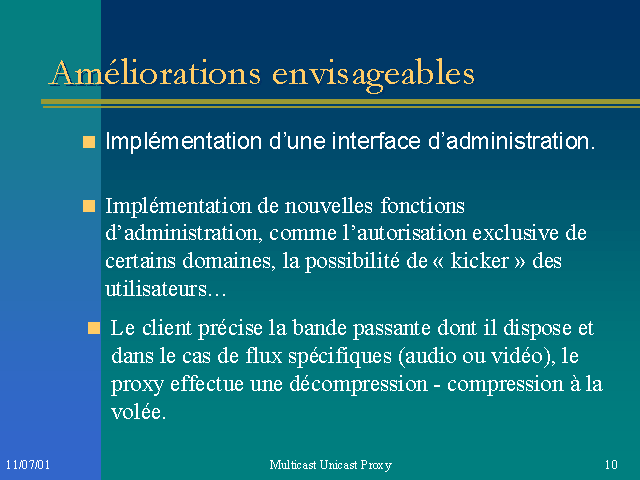 Améliorations envisageables
Implémentation d’une interface d’administration.
Implémentation de nouvelles fonctions
d’administration, comme l’autorisation exclusive de
certains domaines, la possibilité de « kicker » des
utilisateurs…
Le client précise la bande passante dont il dispose et
dans le cas de flux spécifiques (audio ou vidéo), le
proxy effectue une décompression - compression à la
volée.
11/07/01 Multicast Unicast Proxy 10